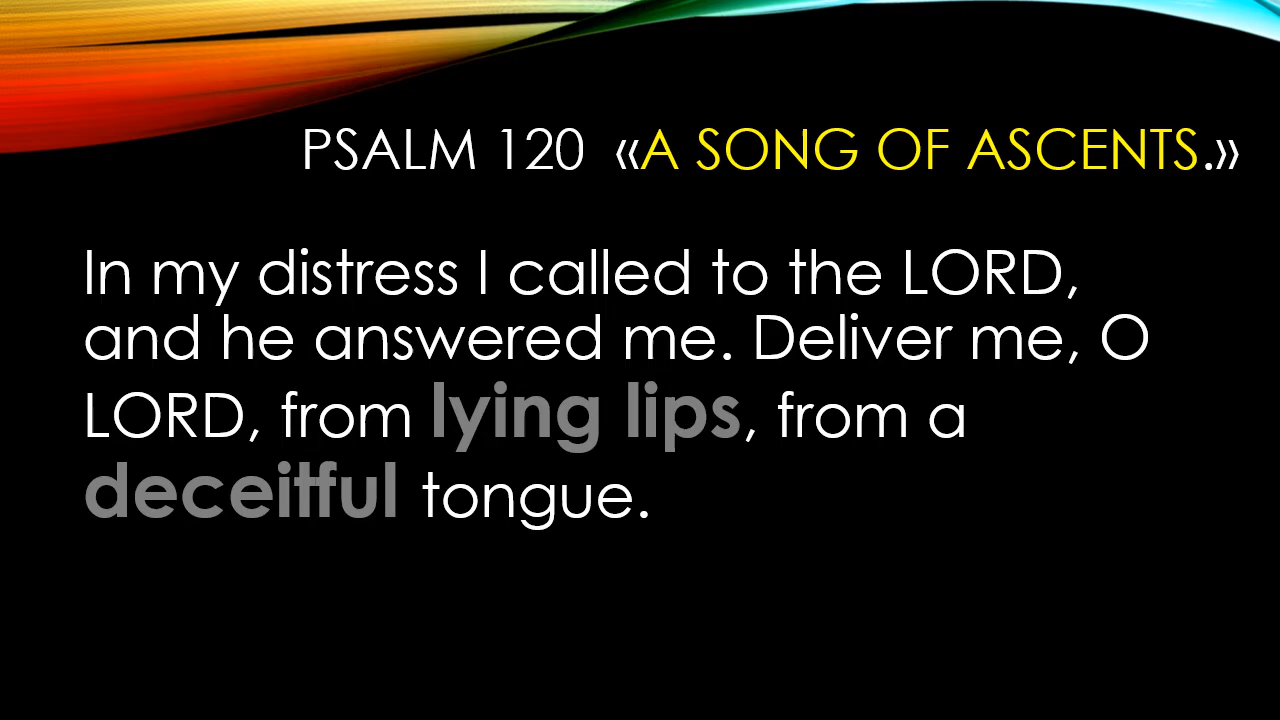 PSALM 120 «A SONG OF ASCENTS.»
In my distress I called to the LORD,
and he answered me. Deliver me, O
LORD, from lying lips, from a
deceitful tongue.